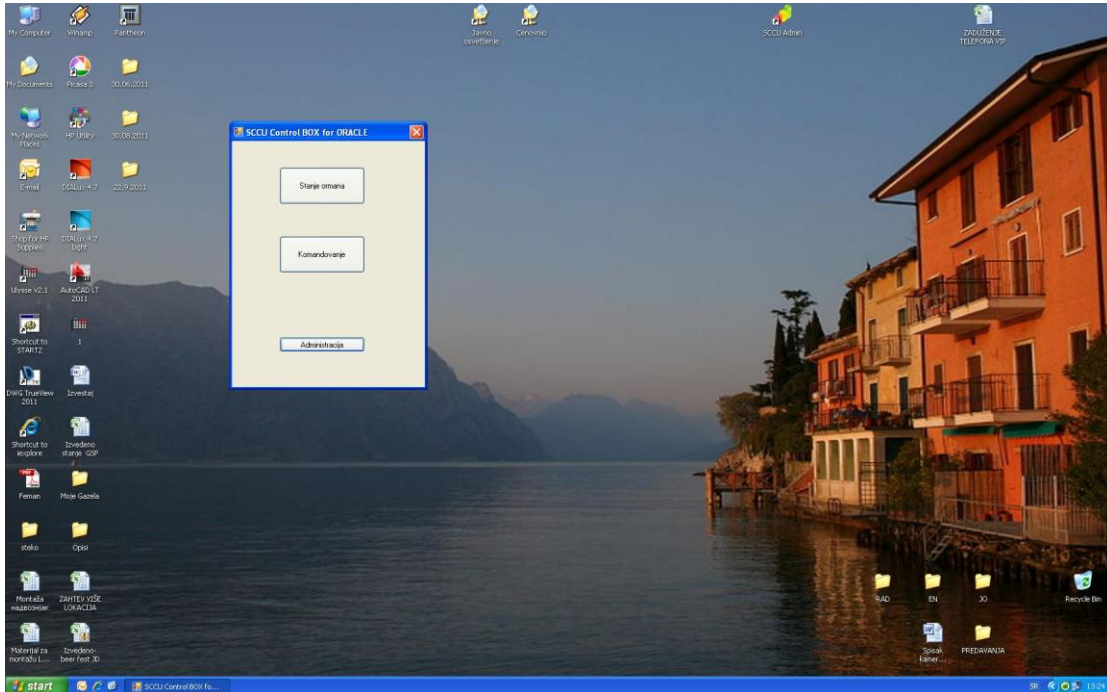 My Computer
Winamp
Pantheon
Javno
osvetljenje
Cenovnici
SCCU Admin
ZADUŽENJE
TELEFONA VIP
My Documents
Picasa 3
30.06.2011
My Network
Places
HP Utility
30.08.2011
E-mail
DIALux 4.7
22.9.2011
Shop for HP
Supplies
DIALux 4.7
Light
Ulysse v2.1
AutoCAD LT
2011
Shortcut to
START2
1
DWG TrueView
2011
Izvestaj
Shortcut to
iexplore
Izvedeno
stanje GSP
Feman
Moje Gazela
steko
Opisi
Montaža
надвозњак
ZAHTEV VIŠE
LOKACIJA
Materijal za
montažu L...
Izvedeno-
beer fest JD
SCCU Control BOX for ORACLE
Stanje ormana
Komandovanje
Administracija
RAD
EN
JO
Recycle Bin
Spisak
kamer...
PREDAVANJA
start
SCCU Control BOX fo...
SR
13:24